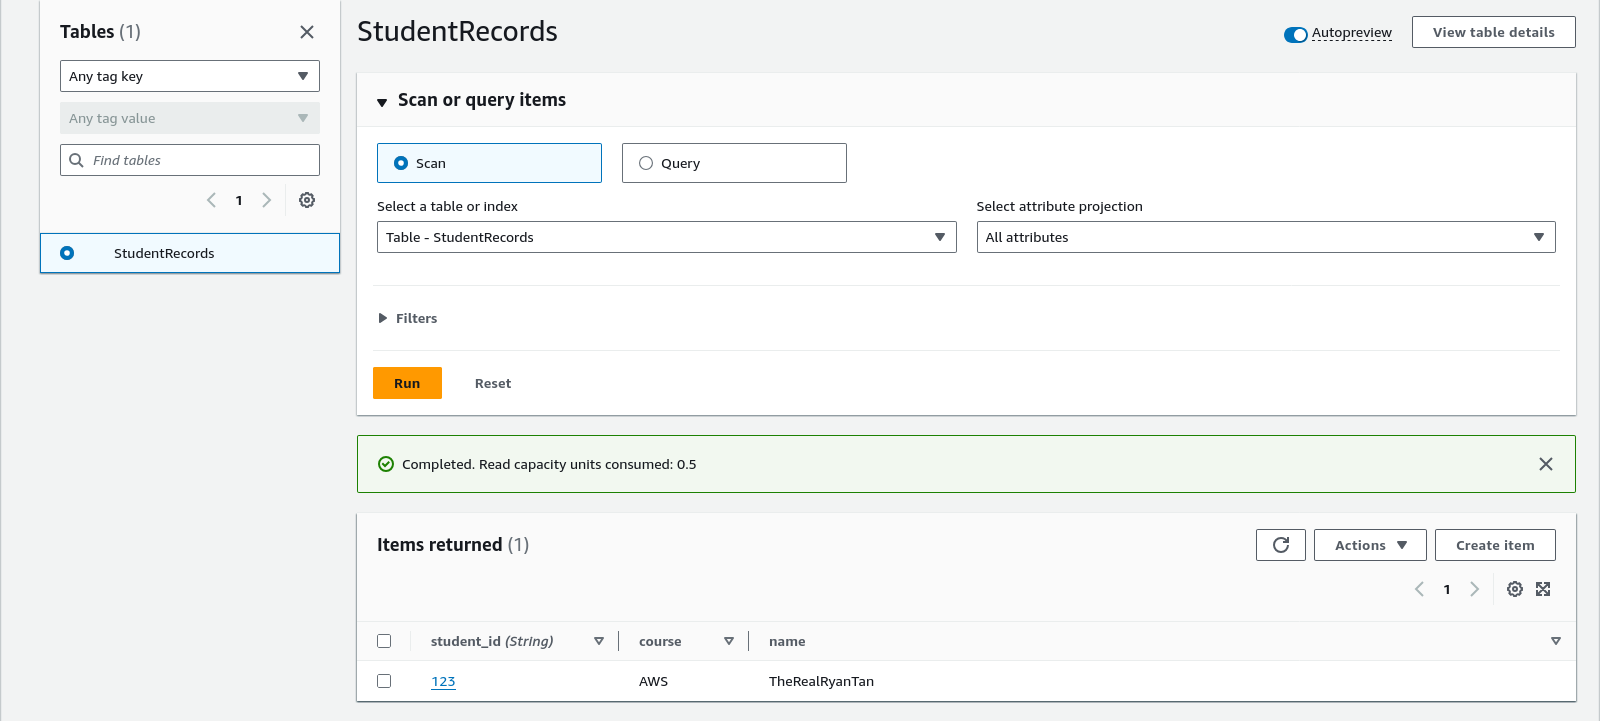 Tables (1)
Any tag key
Any tag value
Find tables
1
StudentRecords
StudentRecords
Autopreview
View table details
Scan or query items
Scan
Query
Select a table or index
Select attribute projection
Table - StudentRecords
All attributes
Filters
Run
Reset
Completed. Read capacity units consumed: 0.5
Items returned (1)
Actions
Create item
1
student_id (String)
course
name
123
AWS
TheRealRyanTan